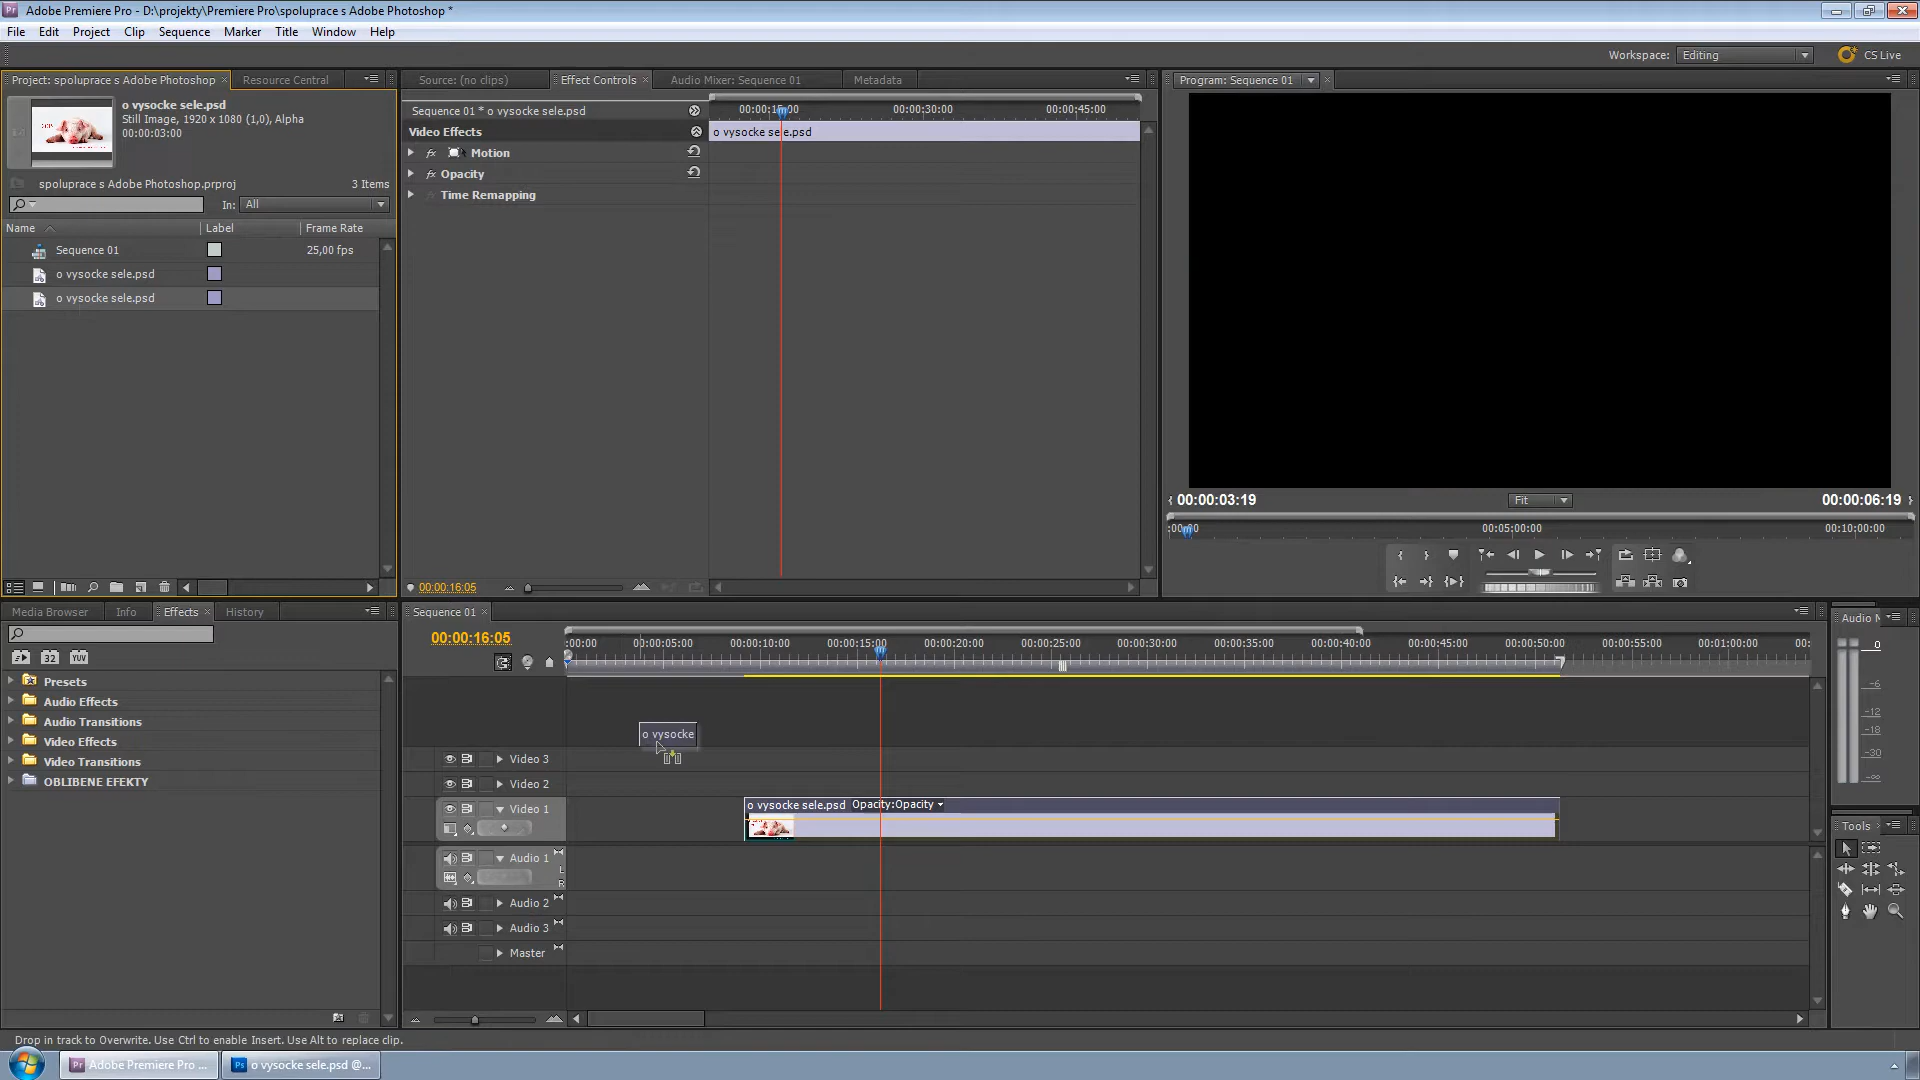 Adobe Premiere Pro - D:\projekty\Premiere Pro\spoluprace s Adobe Photoshop *
File Edit Project Clip Sequence Marker Title Window Help
Workspace: Editing CS Live
Project: spoluprace s Adobe Photoshop Resource Central
o vysocke sele.psd
Still Image, 1920 x 1080 (1,0), Alpha
00:00:03:00
spoluprace s Adobe Photoshop.prproj 3 Items
In: All
Name Label Frame Rate
Sequence 01 25,00 fps
o vysocke sele.psd
o vysocke sele.psd
Source: (no clips) Effect Controls Audio Mixer: Sequence 01 Metadata
Sequence 01 * o vysocke sele.psd 00:00:15:00 00:00:30:00 00:00:45:00
Video Effects o vysocke sele.psd
fx Motion
fx Opacity
Time Remapping
00:00:16:05
Program: Sequence 01
00:00:03:19 Fit 00:00:06:19
00:05:00:00 00:10:00:00
Media Browser Info Effects History
32 YUV
Presets
Audio Effects
Audio Transitions
Video Effects
Video Transitions
OBLIBENE EFEKTY
Sequence 01
00:00:16:05 :00:00 00:00:05:00 00:00:10:00 00:00:15:00 00:00:20:00 00:00:25:00 00:00:30:00 00:00:35:00 00:00:40:00 00:00:45:00 00:00:50:00 00:00:55:00 00:01:00:00 00:
o vysocke
Video 3
Video 2
Video 1 o vysocke sele.psd Opacity:Opacity
Audio 1
L
R
Audio 2
Audio 3
Master
Audio M
0
-6
-12
-18
-30
-∞
Tools
Drop in track to Overwrite. Use Ctrl to enable Insert. Use Alt to replace clip.
Pr Adobe Premiere Pro ... Ps o vysocke sele.psd @...